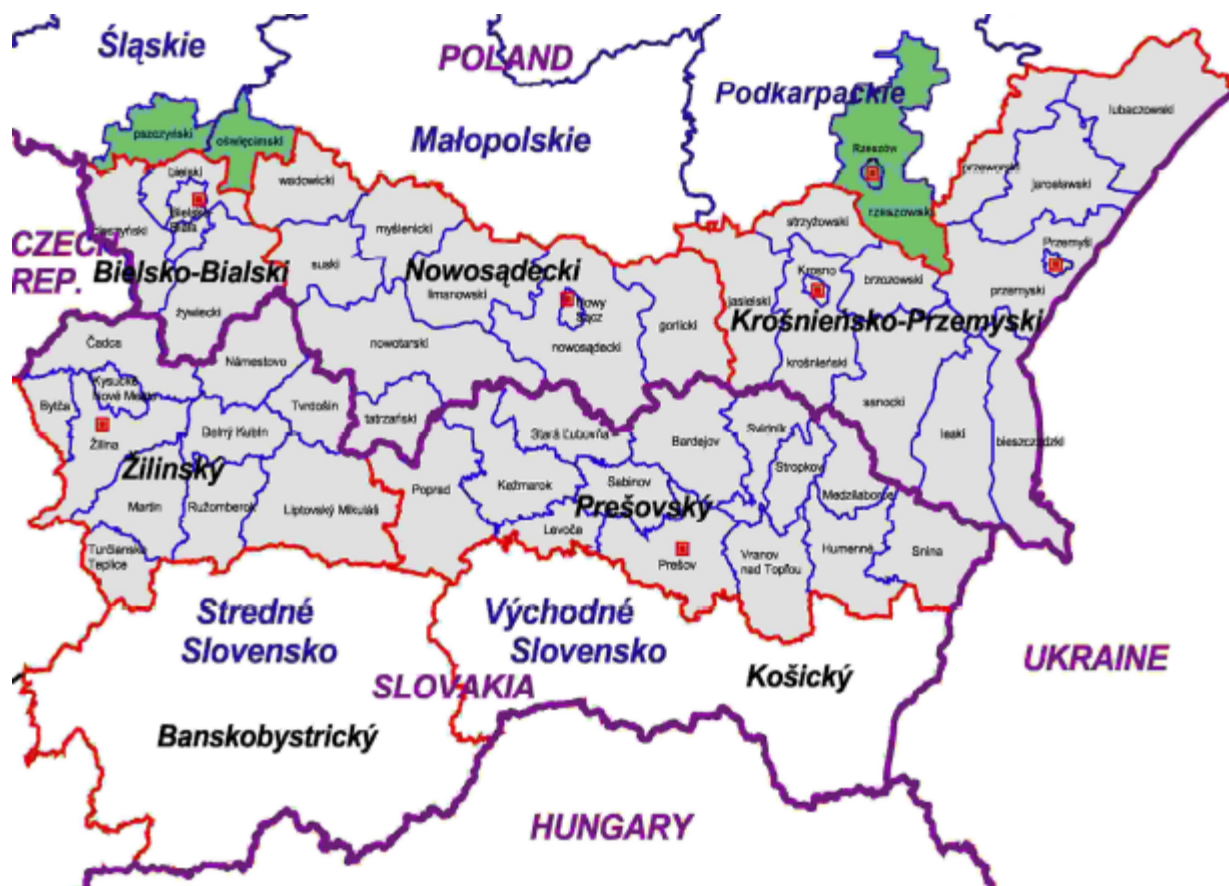 Śląskie
POLAND
Podkarpackie
Małopolskie
lubaczowski
pszczyński
oświęcimski
Rzeszów
bielski
wadowicki
przeworski
jarosławski
Bielsko
Biała
cieszyński
rzeszowski
strzyżowski
myślenicki
Przemyśl
CZECH
REP.
Bielsko-Bialski
suski
Nowosądecki
limanowski
Krosno
brzozowski
przemyski
jasielski
Nowy
Sącz
żywiecki
Krośnieńsko-Przemyski
gorlicki
nowotarski
nowosądecki
krośnieński
Čadca
Námestovo
Kysucké
Nové Mesto
Bytča
Tvrdošín
tatrzański
sanocki
leski
bieszczadzki
Žilina
Dolný Kubín
Stará Ľubovňa
Bardejov
Svidník
Žilinský
Stropkov
Poprad
Kežmarok
Sabinov
Prešovský
Medzilaborce
Martin
Ružomberok
Liptovský Mikuláš
Levoča
Turčianske
Teplice
Prešov
Vranov
nad Topľou
Humenné
Snina
Stredné
Slovensko
Východné
Slovensko
UKRAINE
SLOVAKIA
Košický
Banskobystrický
HUNGARY